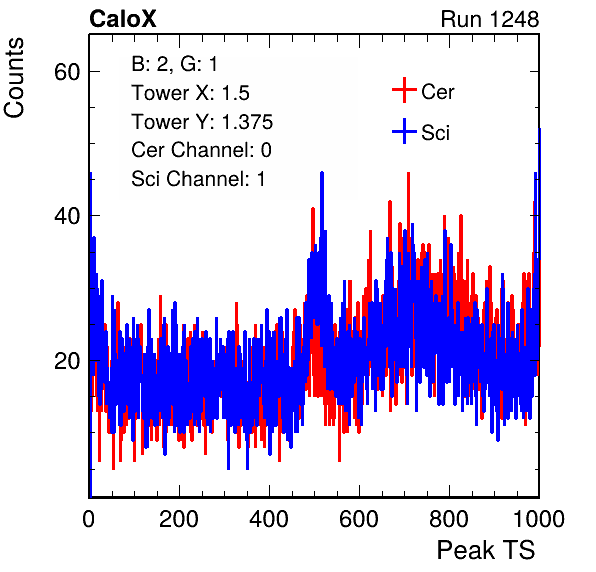 CaloX Run 1248
Counts
60
40
20
B: 2, G: 1
Tower X: 1.5
Tower Y: 1.375
Cer Channel: 0
Sci Channel: 1
Cer
Sci
0 200 400 600 800 1000
Peak TS